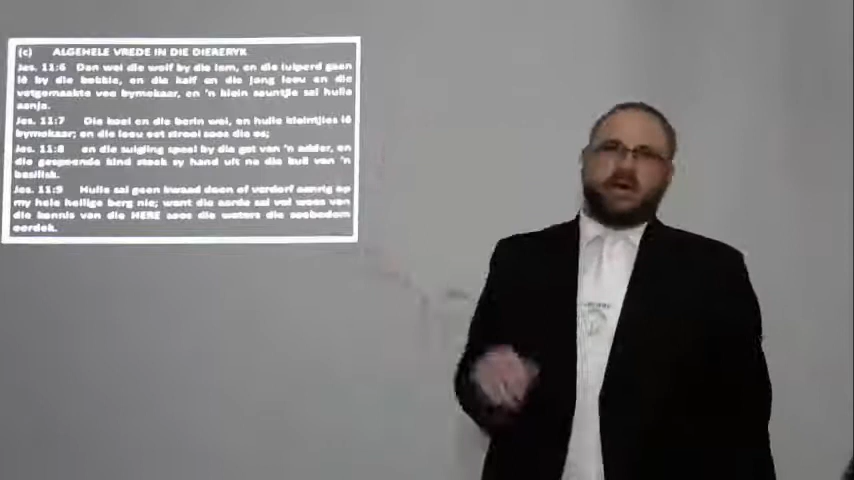 (c) ALGEHELE VREDE IN DIE DIERERYK
Jes. 11:6 Dan wei die wolf by die lam, en die luiperd gaan
lê by die bokkie, en die kalf en die jong leeu en die
vetgemaakte vee bymekaar, en 'n klein seuntjie sal hulle
aanja.
Jes. 11:7 Die koei en die berin wei, en hulle kleintjies lê
bymekaar; en die leeu eet strooi soos die os;
Jes. 11:8 en die suigling speel by die gat van 'n adder, en
die gespeende kind steek sy hand uit na die kuil van 'n
basilisk.
Jes. 11:9 Hulle sal geen kwaad doen of verderf aanrig op
my hele heilige berg nie; want die aarde sal vol wees van
die kennis van die HERE soos die waters die seebodem
oordek.